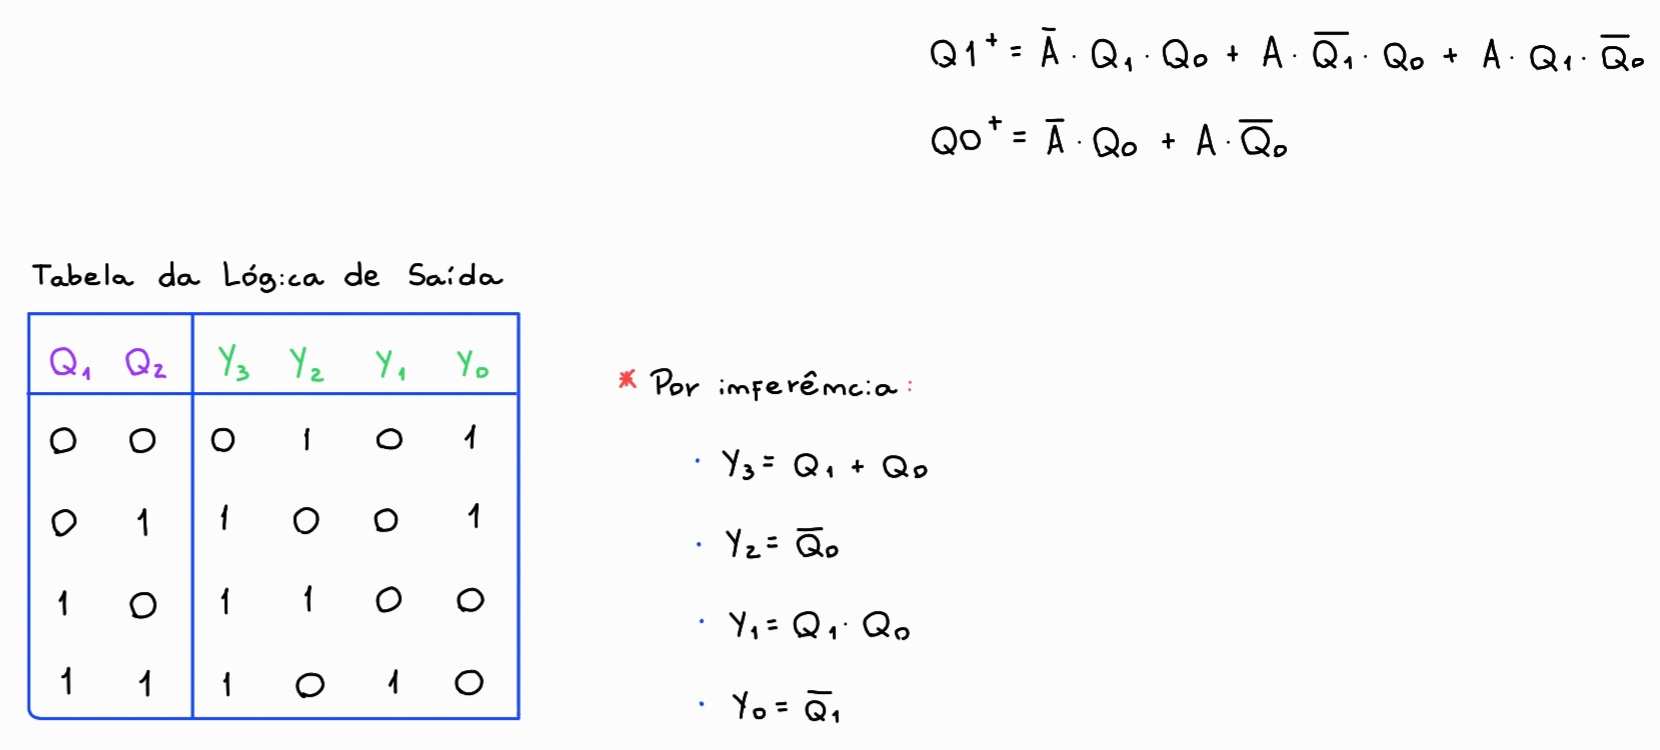 Q1⁺ = A̅ · Q₁ · Q₀ + A · Q̅₁ · Q₀ + A · Q₁ · Q̅₀
Q0⁺ = A̅ · Q₀ + A · Q̅₀
Tabela da Lógica de Saída
Q₁ Q₂ Y₃ Y₂ Y₁ Y₀
0 0 0 1 0 1
0 1 1 0 0 1
1 0 1 1 0 0
1 1 1 0 1 0
* Por inferência:
· Y₃ = Q₁ + Q₀
· Y₂ = Q̅₀
· Y₁ = Q₁ · Q₀
· Y₀ = Q̅₁